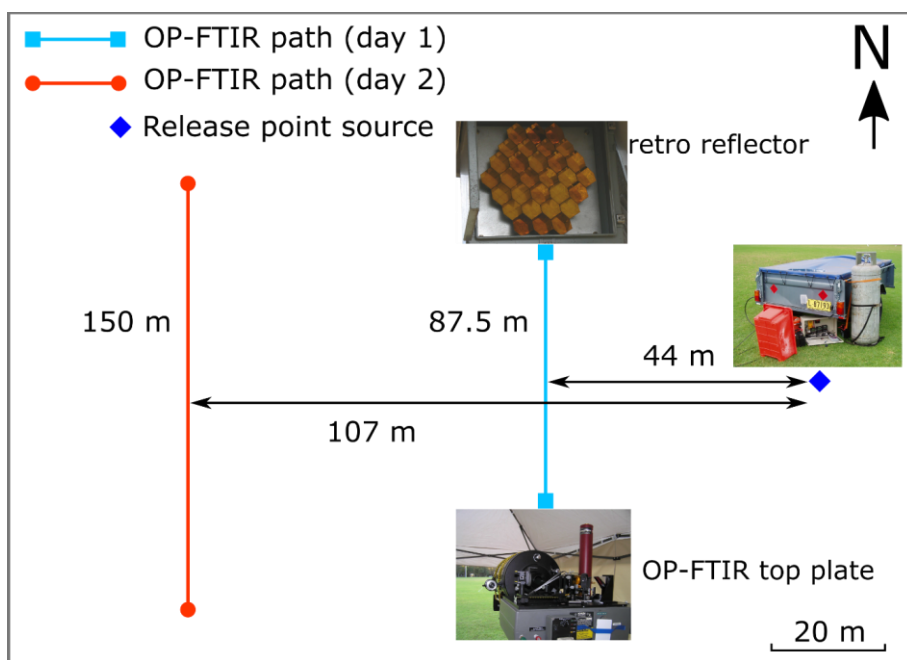 OP-FTIR path (day 1)
OP-FTIR path (day 2)
Release point source
N
retro reflector
150 m
87.5 m
44 m
107 m
OP-FTIR top plate
20 m